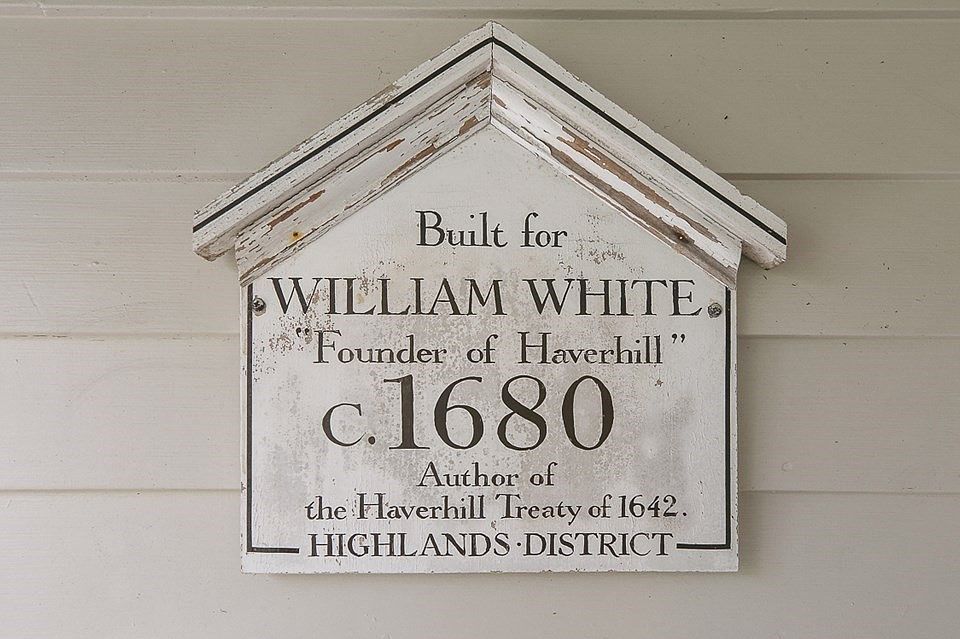 Built for
WILLIAM WHITE
"Founder of Haverhill"
c.1680
Author of
the Haverhill Treaty of 1642.
HIGHLANDS·DISTRICT